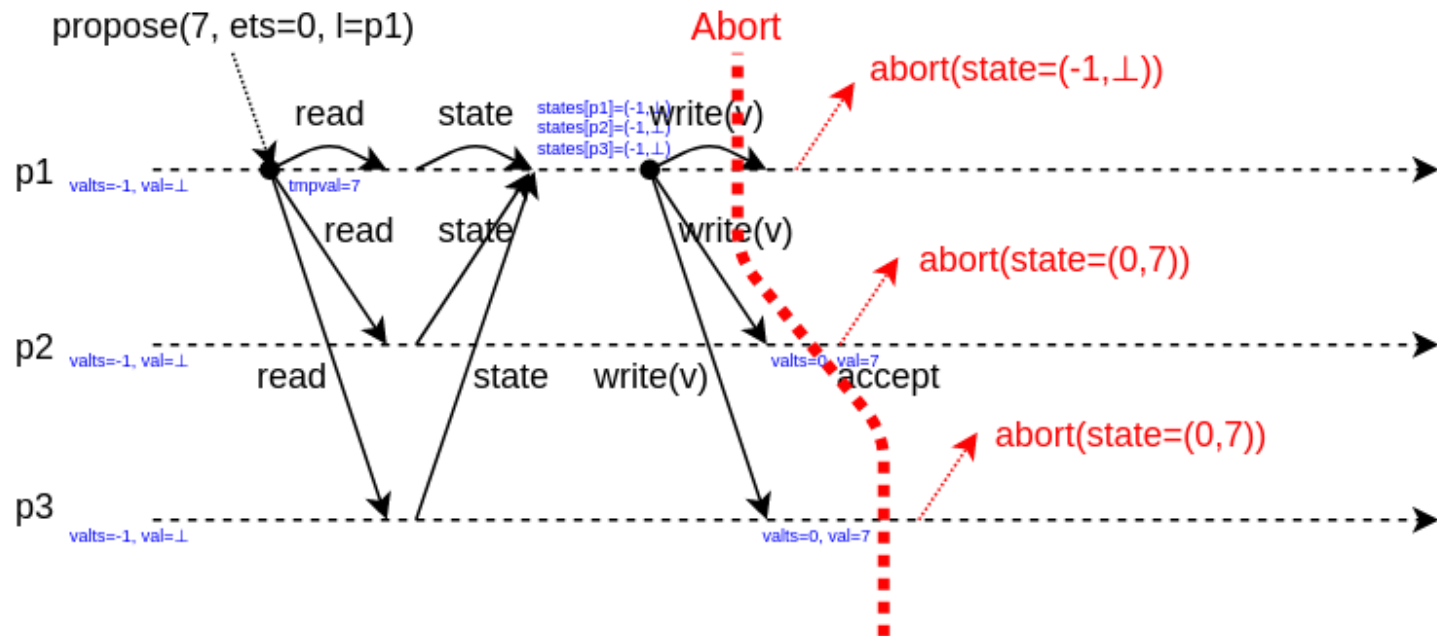 propose(7, ets=0, l=p1)
Abort
abort(state=(-1,⊥))
read
state
states[p1]=(-1,⊥)
states[p2]=(-1,⊥)
states[p3]=(-1,⊥)
write(v)
p1
valts=-1, val=⊥
tmpval=7
read
state
write(v)
abort(state=(0,7))
p2
valts=-1, val=⊥
valts=0, val=7
read
state
write(v)
accept
abort(state=(0,7))
p3
valts=-1, val=⊥
valts=0, val=7